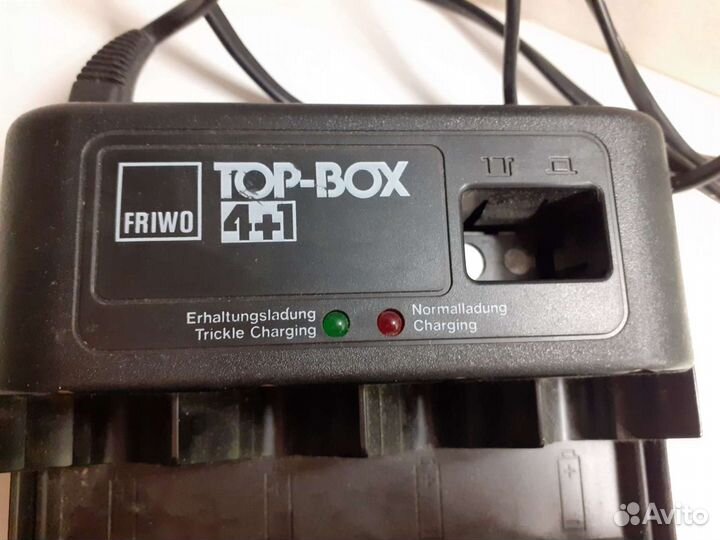 FRIWO
TOP-BOX
4+1
Erhaltungsladung
Trickle Charging
Normalladung
Charging
Avito